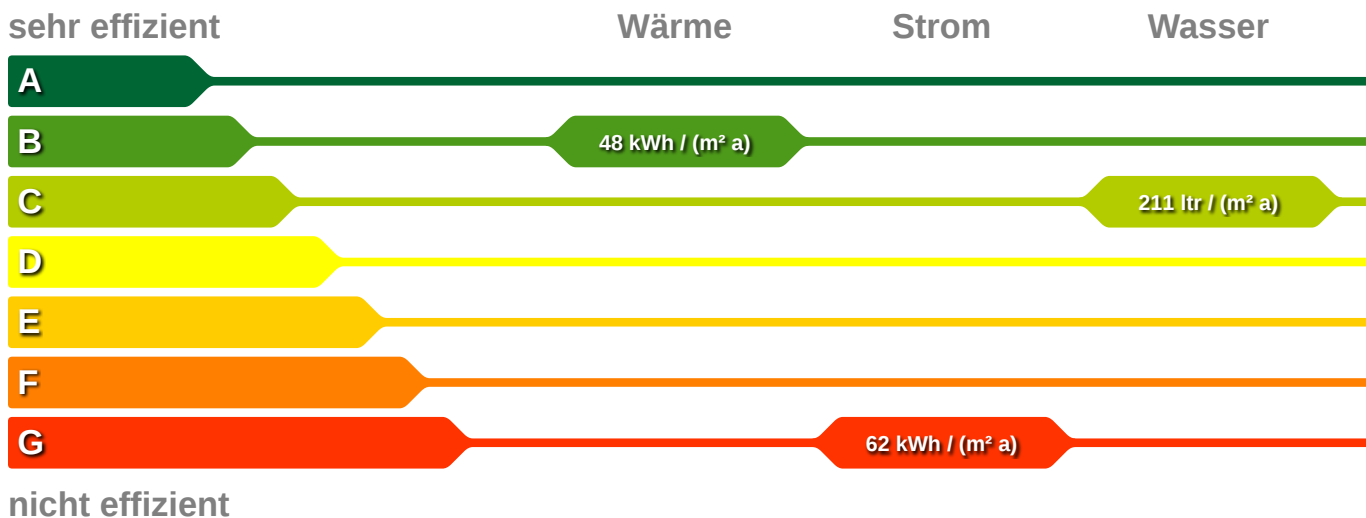 sehr effizient Wärme Strom Wasser
A
B 48 kWh / (m² a)
C 211 ltr / (m² a)
D
E
F
G 62 kWh / (m² a)
nicht effizient